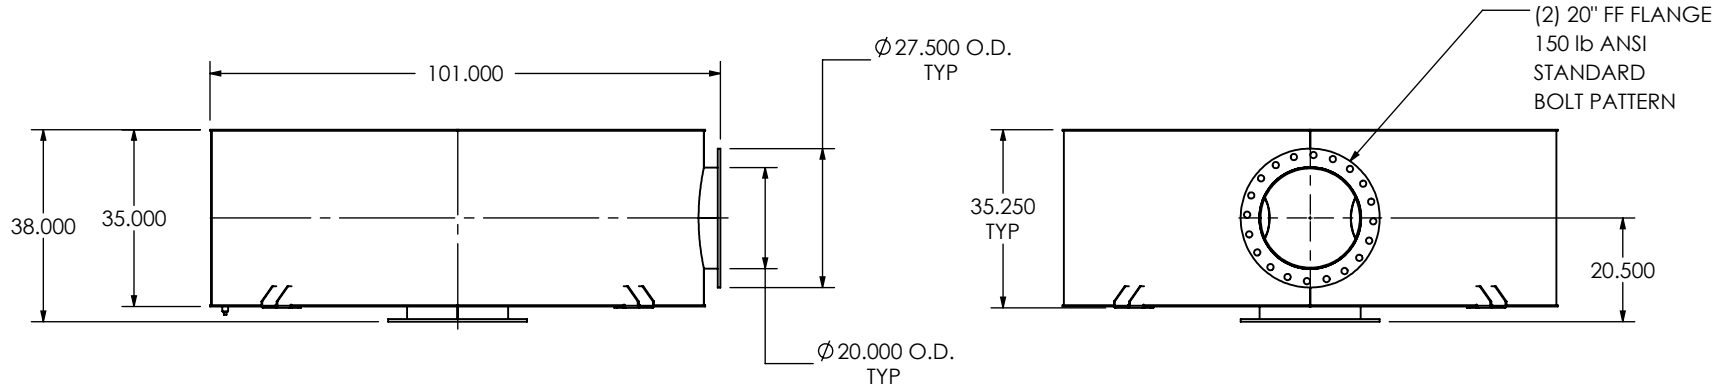 (2) 20" FF FLANGE
150 lb ANSI
STANDARD
BOLT PATTERN
Ø27.500 O.D.
TYP
101.000
38.000
35.000
35.250
TYP
20.500
Ø20.000 O.D.
TYP